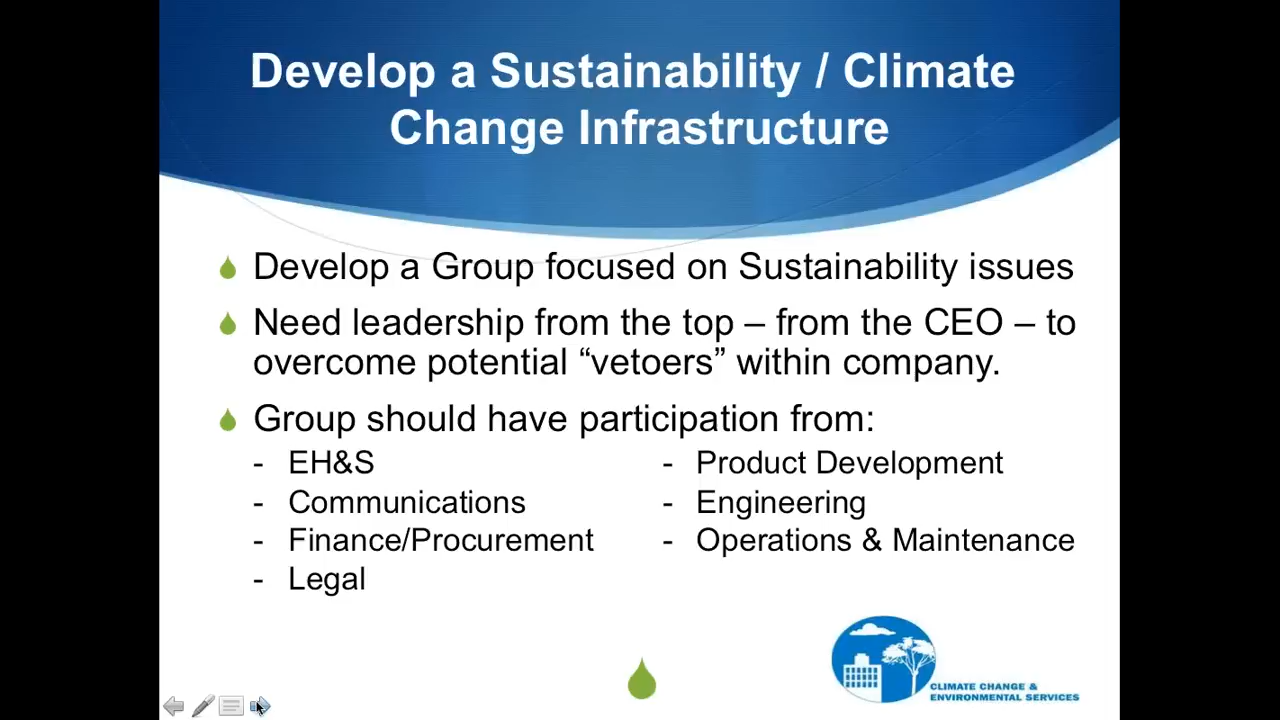 Develop a Sustainability / Climate
Change Infrastructure
Develop a Group focused on Sustainability issues
Need leadership from the top – from the CEO – to
overcome potential “vetoers” within company.
Group should have participation from:
- EH&S
- Communications
- Finance/Procurement
- Legal
- Product Development
- Engineering
- Operations & Maintenance
CLIMATE CHANGE &
ENVIRONMENTAL SERVICES